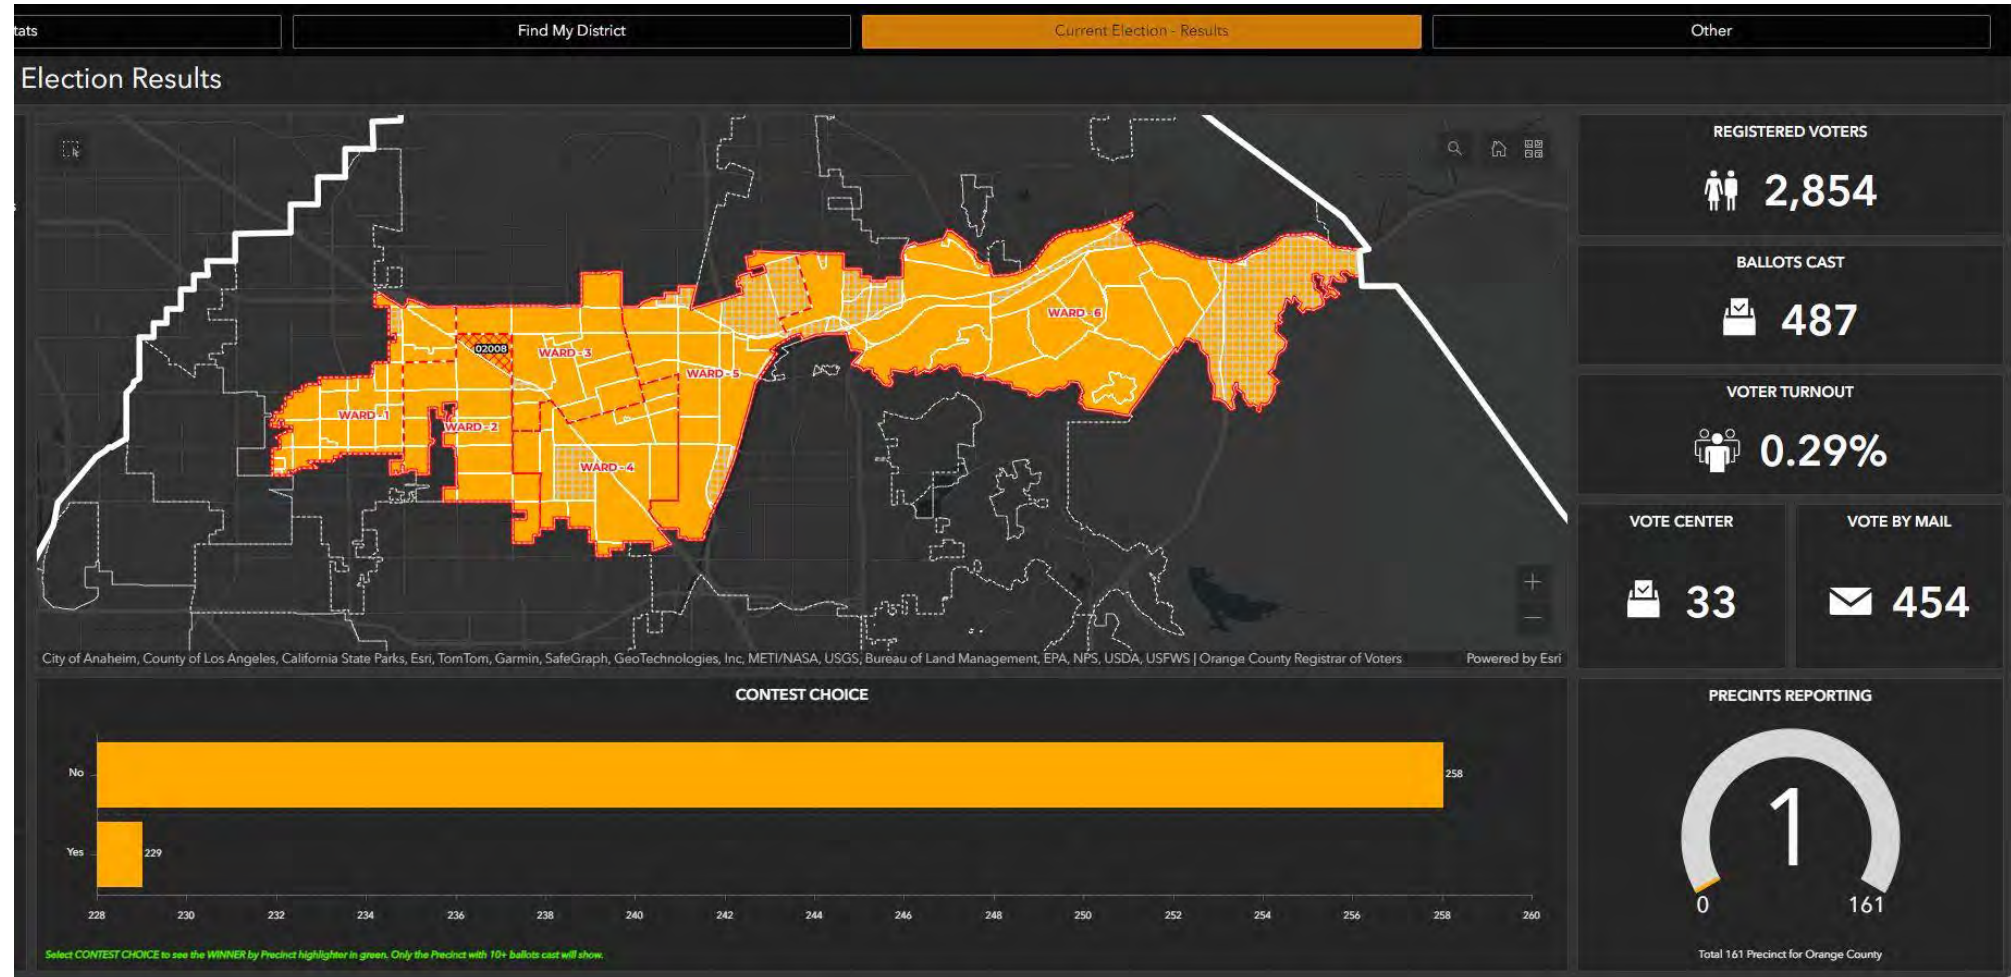 tats
Find My District
Current Election - Results
Other
Election Results
REGISTERED VOTERS
2,854
BALLOTS CAST
487
VOTER TURNOUT
0.29%
VOTE CENTER
33
VOTE BY MAIL
454
WARD - 1
WARD - 2
02008
WARD - 3
WARD - 4
WARD - 5
WARD - 6
+
−
City of Anaheim, County of Los Angeles, California State Parks, Esri, TomTom, Garmin, SafeGraph, GeoTechnologies, Inc, METI/NASA, USGS, Bureau of Land Management, EPA, NPS, USDA, USFWS | Orange County Registrar of Voters
Powered by Esri
CONTEST CHOICE
No
258
Yes
229
228 230 232 234 236 238 240 242 244 246 248 250 252 254 256 258 260
Select CONTEST CHOICE to see the WINNER by Precinct highlighter in green. Only the Precinct with 10+ ballots cast will show.
PRECINTS REPORTING
1
0
161
Total 161 Precinct for Orange County